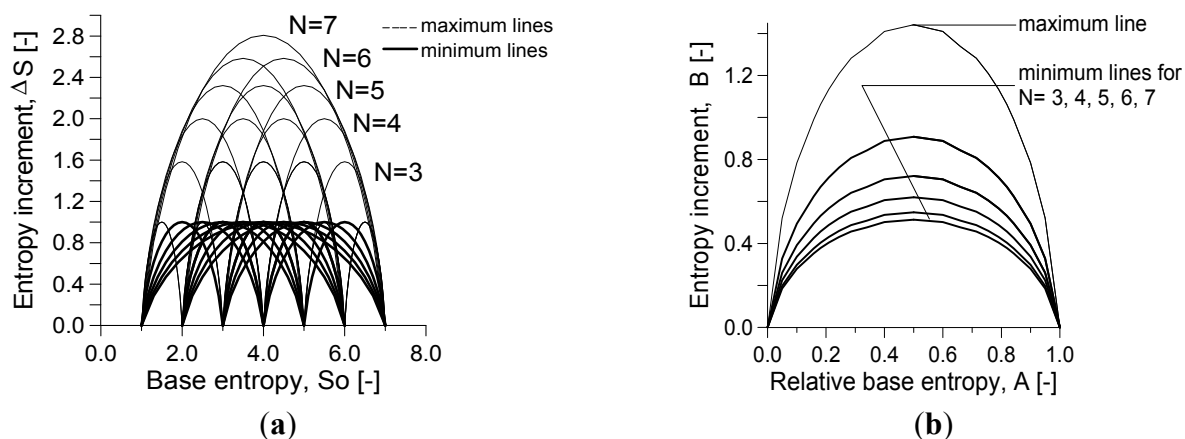 Entropy increment, ΔS [-]
2.8
2.4
2.0
1.6
1.2
0.8
0.4
0.0
N=7
N=6
N=5
N=4
N=3
maximum lines
minimum lines
0.0 2.0 4.0 6.0 8.0
Base entropy, So [-]
(a)
Entropy increment, B [-]
1.2
0.8
0.4
0.0
maximum line
minimum lines for
N= 3, 4, 5, 6, 7
0.0 0.2 0.4 0.6 0.8 1.0
Relative base entropy, A [-]
(b)